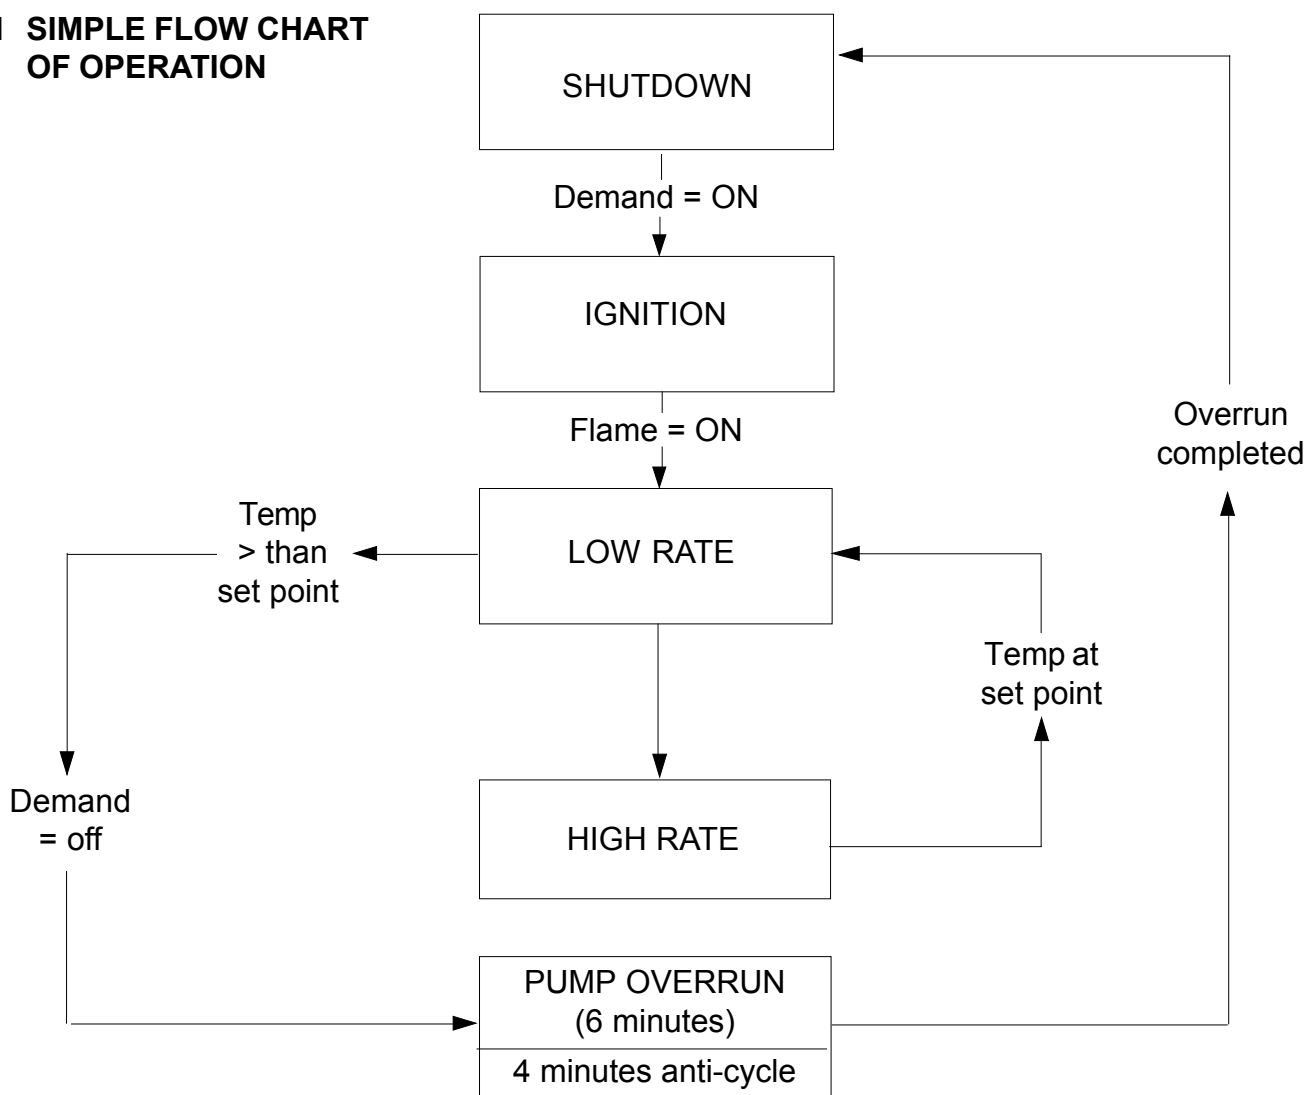 SIMPLE FLOW CHART
OF OPERATION
SHUTDOWN
Demand = ON
IGNITION
Flame = ON
Overrun
completed
Temp
> than
set point
LOW RATE
Temp at
set point
Demand
= off
HIGH RATE
PUMP OVERRUN
(6 minutes)
4 minutes anti-cycle